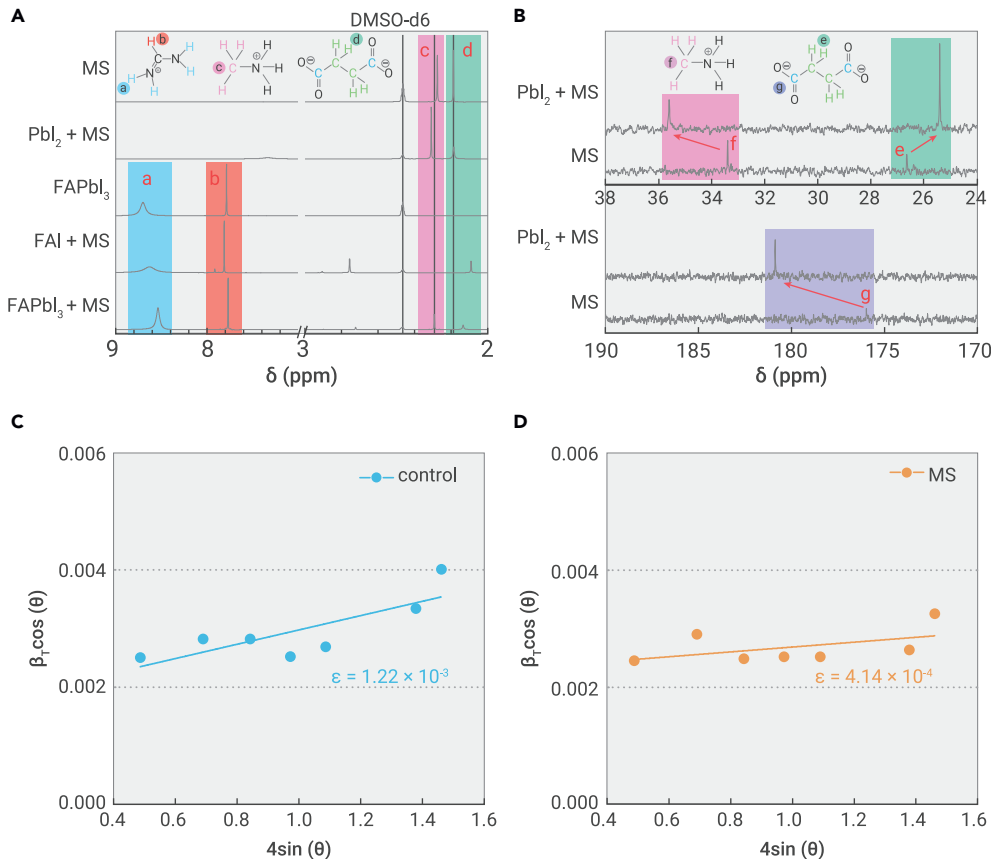 A
DMSO-d6
MS
PbI₂ + MS
FAPbI₃
FAI + MS
FAPbI₃ + MS
a
b
c
d
H
b
H
N
H
N
⊕
H
H
a
H
H
c
C
N
H
⊕
H
H
H
d
H
H
O
⊖O
C
C
C
C
O⊖
O
H
H
a
b
c
d
9
8
3
2
δ (ppm)
B
PbI₂ + MS
MS
H
H
f
C
N
H
⊕
H
H
H
e
H
H
O
⊖O
C
C
C
C
O⊖
g
O
H
H
f
e
38
36
34
32
30
28
26
24
PbI₂ + MS
MS
g
190
185
180
175
170
δ (ppm)
C
0.006
0.004
0.002
0.000
βTcos (θ)
control
ε = 1.22 × 10⁻³
0.4
0.6
0.8
1.0
1.2
1.4
1.6
4sin (θ)
D
0.006
0.004
0.002
0.000
βTcos (θ)
MS
ε = 4.14 × 10⁻⁴
0.4
0.6
0.8
1.0
1.2
1.4
1.6
4sin (θ)